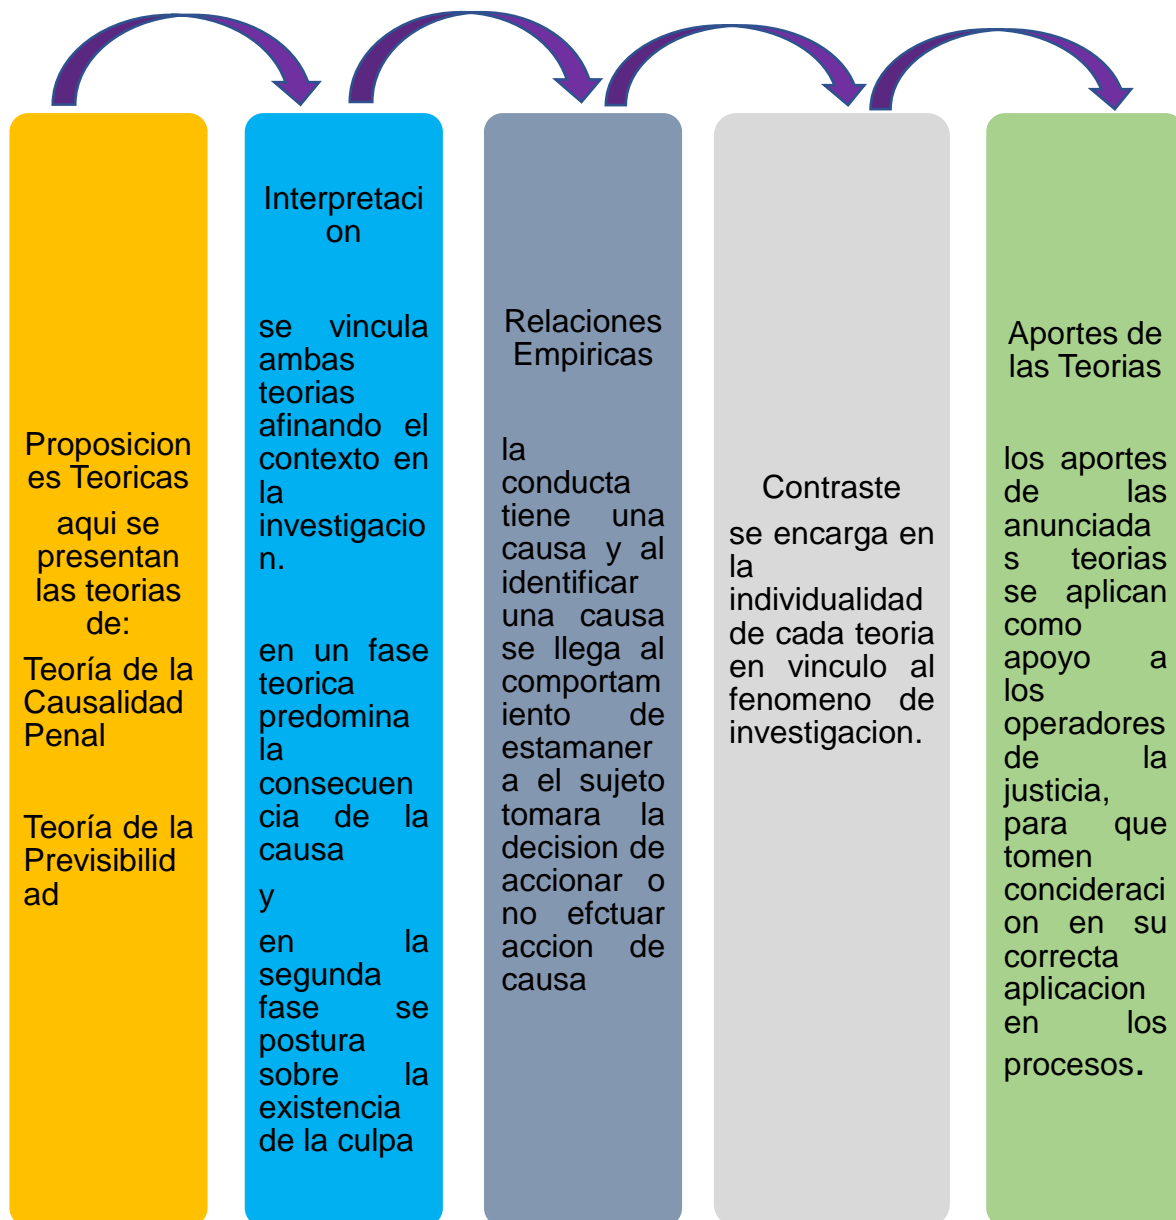 Proposicion
es Teoricas
aqui se
presentan
las teorias
de:
Teoría de la
Causalidad
Penal
Teoría de la
Previsibilid
ad
Interpretaci
on
se vincula
ambas
teorias
afinando el
contexto en
la
investigacio
n.
en un fase
teorica
predomina
la
consecuen
cia de la
causa
y
en la
segunda
fase se
postura
sobre la
existencia
de la culpa
Relaciones
Empiricas
la
conducta
tiene una
causa y al
identificar
una causa
se llega al
comportam
iento de
estamaner
a el sujeto
tomara la
decision de
accionar o
no efctuar
accion de
causa
Contraste
se encarga en
la
individualidad
de cada teoria
en vinculo al
fenomeno de
investigacion.
Aportes de
las Teorias
los aportes
de las
anunciada
s teorias
se aplican
como
apoyo a
los
operadores
de la
justicia,
para que
tomen
concideraci
on en su
correcta
aplicacion
en los
procesos.